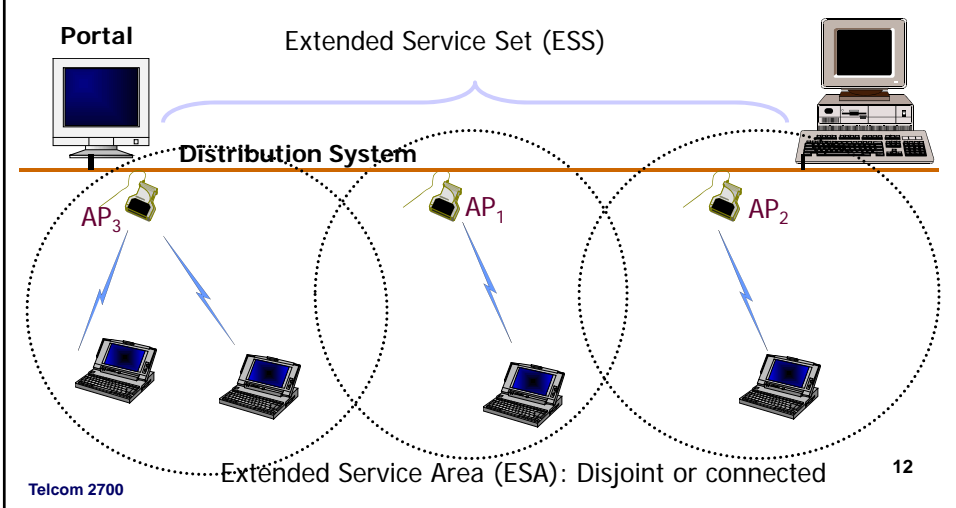 Portal
Extended Service Set (ESS)
Distribution System
AP3
AP1
AP2
Extended Service Area (ESA): Disjoint or connected
12
Telcom 2700